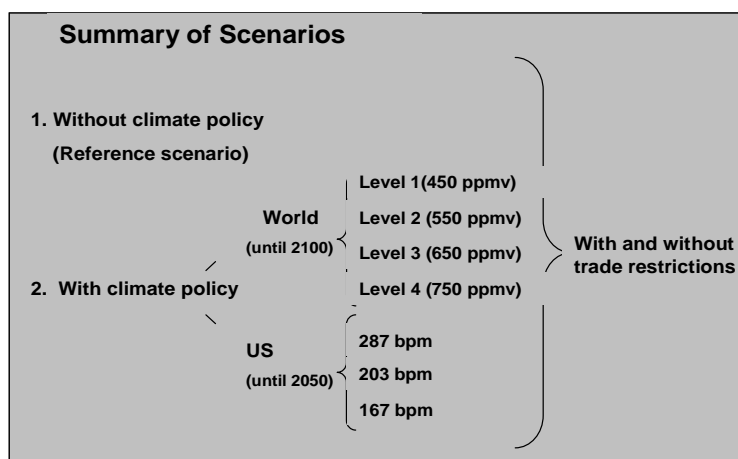 Summary of Scenarios
1. Without climate policy
(Reference scenario)
2. With climate policy
World
(until 2100)
Level 1(450 ppmv)
Level 2 (550 ppmv)
Level 3 (650 ppmv)
Level 4 (750 ppmv)
US
(until 2050)
287 bpm
203 bpm
167 bpm
With and without
trade restrictions